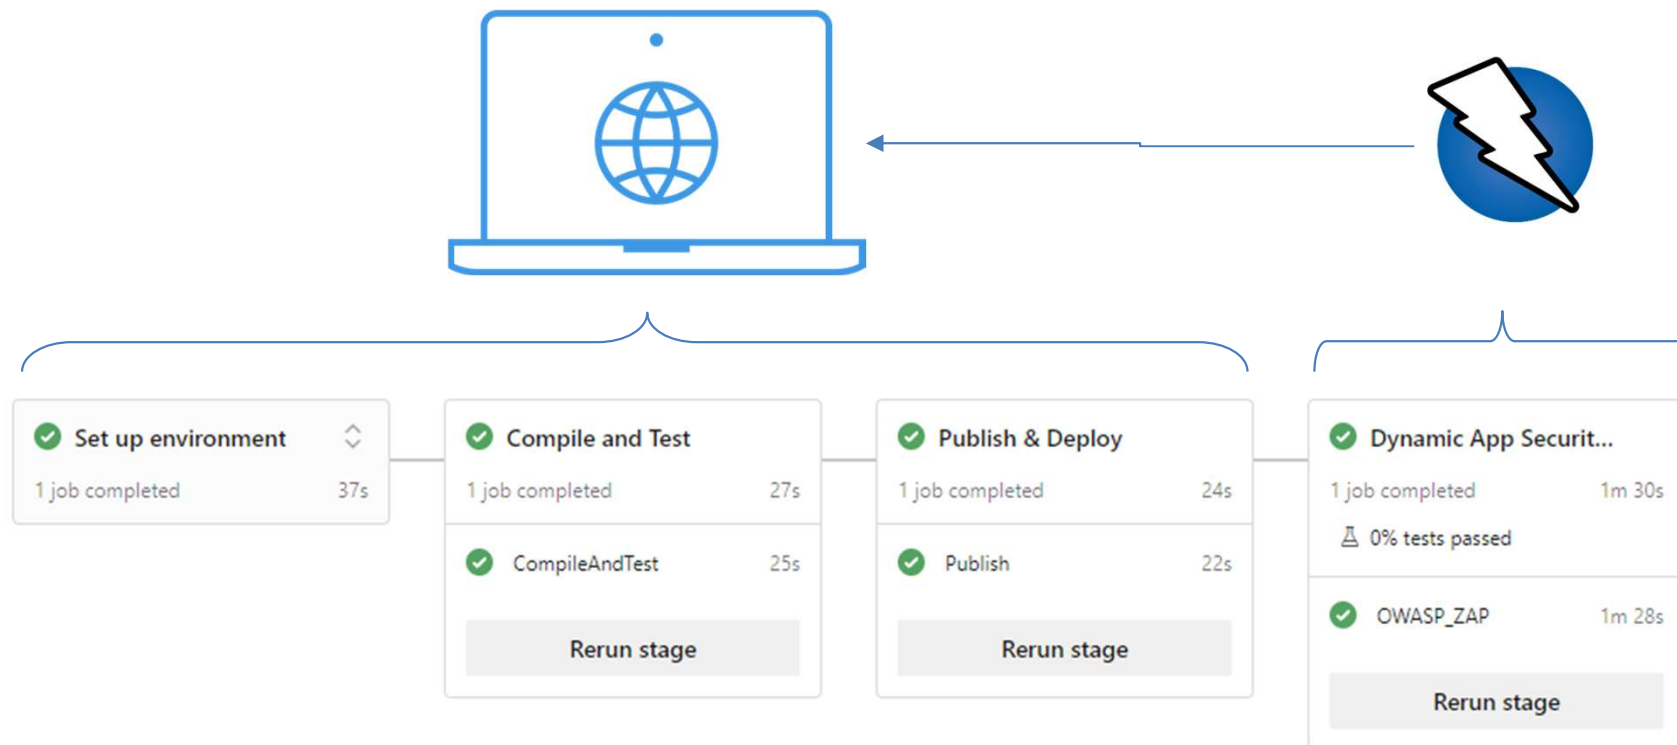 Set up environment
1 job completed 37s
Compile and Test
1 job completed 27s
CompileAndTest 25s
Rerun stage
Publish & Deploy
1 job completed 24s
Publish 22s
Rerun stage
Dynamic App Securit...
1 job completed 1m 30s
0% tests passed
OWASP_ZAP 1m 28s
Rerun stage